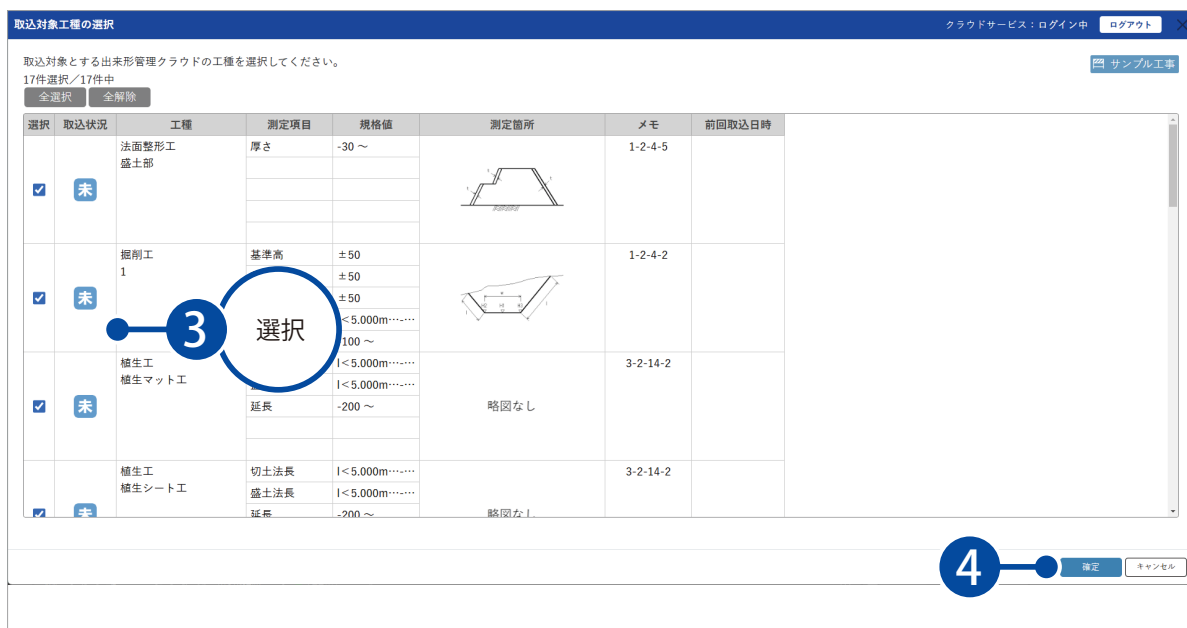 取込対象工種の選択
クラウドサービス：ログイン中 ログアウト
取込対象とする出来形管理クラウドの工種を選択してください。
サンプル工事
17件選択／17件中
全選択 全解除
選択 取込状況 工種 測定項目 規格値 測定箇所 メモ 前回取込日時
未 法面整形工 厚さ -30 ～ 1-2-4-5
盛土部
未 掘削工 基準高 ±50 1-2-4-2
1 ±50
±50
<5.000m…-…
100 ～
3 選択
未 植生工 l<5.000m…-… 3-2-14-2
植生マット工 l<5.000m…-…
延長 -200 ～ 略図なし
未 植生工 切土法長 l<5.000m…-… 3-2-14-2
植生シート工 盛土法長 l<5.000m…-…
延長 -200 ～ 略図なし
4 確定 キャンセル